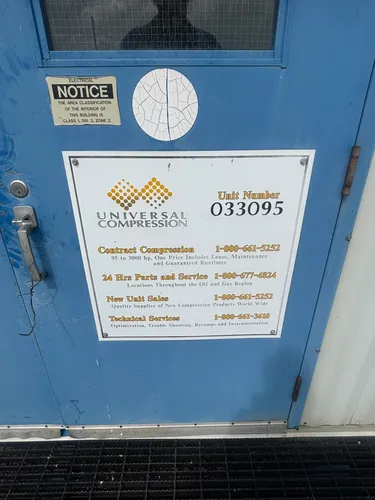 ELECTRICAL
NOTICE
THE AREA CLASSIFICATION
OF THE INTERIOR OF
THIS BUILDING IS
CLASS 1, DIV. 2, ZONE 2.
UNIVERSAL
COMPRESSION
Unit Number
033095
Contract Compression 1-800-661-5252
95 to 3000 hp, One Price Includes Lease, Maintenance
and Guaranteed Runtimes
24 Hrs Parts and Service 1-800-677-4824
Locations Throughout the Oil and Gas Region
New Unit Sales 1-800-661-5252
Quality Supplier of New Compression Products World Wide
Technical Services 1-800-661-3610
Optimization, Trouble Shooting, Revamps and Instrumentation